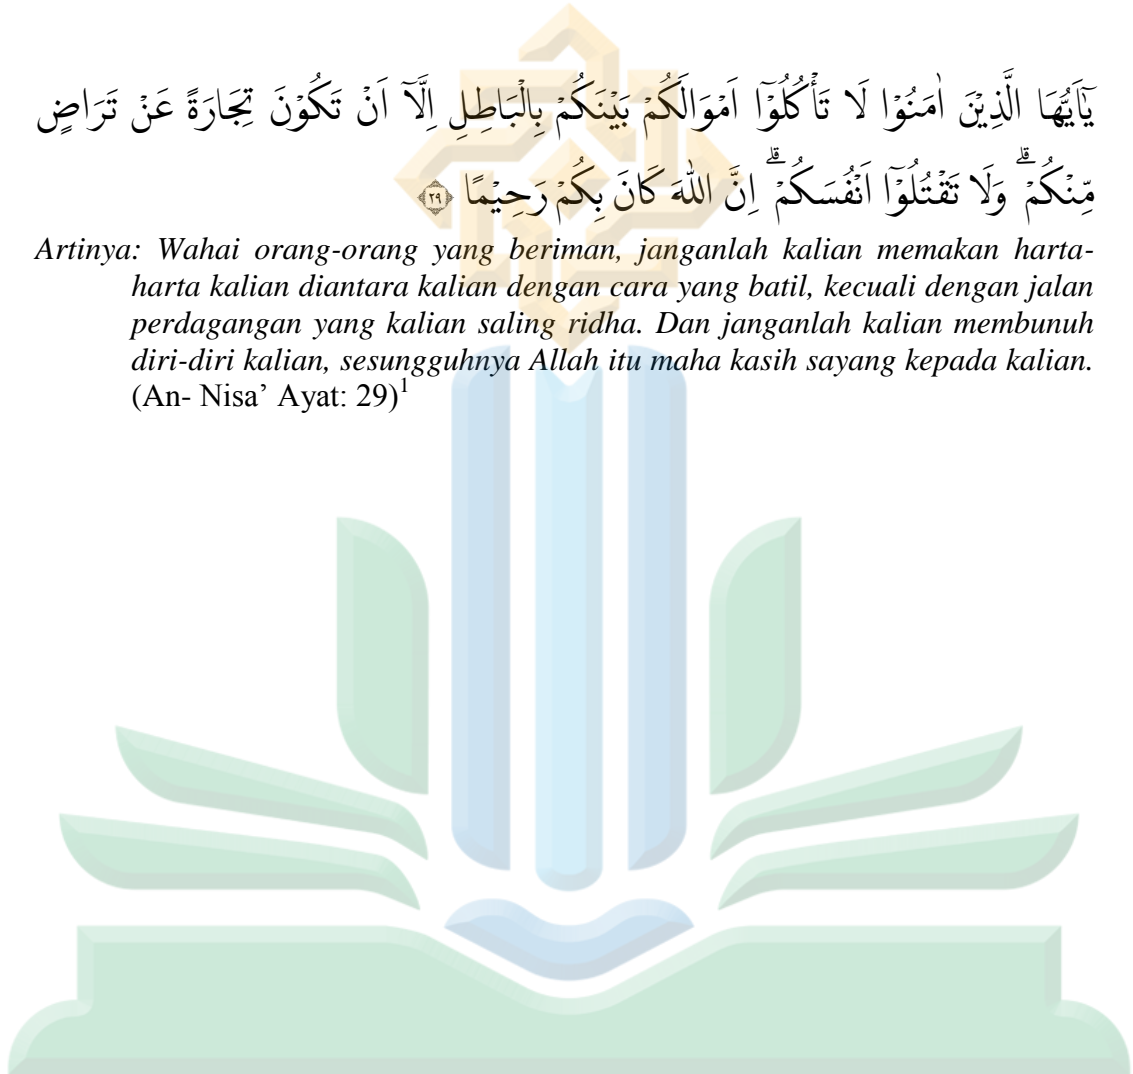 يٰٓاَيُّهَا الَّذِيْنَ اٰمَنُوْا لَا تَأْكُلُوْٓا اَمْوَالَكُمْ بَيْنَكُمْ بِالْبَاطِلِ اِلَّآ اَنْ تَكُوْنَ تِجَارَةً عَنْ تَرَاضٍ
مِّنْكُمْ ۗ وَلَا تَقْتُلُوْٓا اَنْفُسَكُمْ ۗ اِنَّ اللّٰهَ كَانَ بِكُمْ رَحِيْمًا ﴿٢٩﴾
Artinya: Wahai orang-orang yang beriman, janganlah kalian memakan harta-
harta kalian diantara kalian dengan cara yang batil, kecuali dengan jalan
perdagangan yang kalian saling ridha. Dan janganlah kalian membunuh
diri-diri kalian, sesungguhnya Allah itu maha kasih sayang kepada kalian.
(An- Nisa’ Ayat: 29)¹